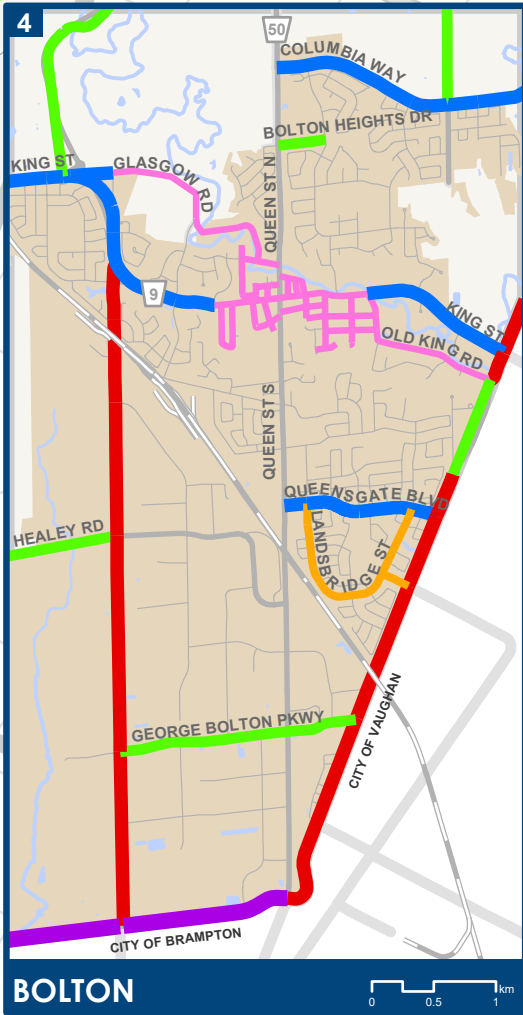 4
50
COLUMBIA WAY
BOLTON HEIGHTS DR
KING ST
GLASGOW RD
QUEEN ST N
9
KING ST
OLD KING RD
QUEEN ST S
QUEENSGATE BLVD
LANDSBRIDGE ST
HEALEY RD
GEORGE BOLTON PKWY
CITY OF VAUGHAN
CITY OF BRAMPTON
BOLTON
km
0 0.5 1